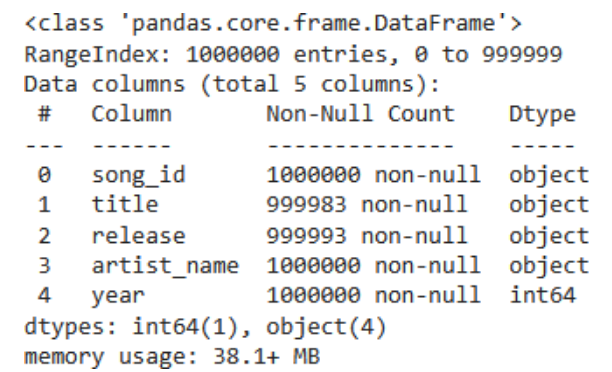 <class 'pandas.core.frame.DataFrame'>
RangeIndex: 1000000 entries, 0 to 999999
Data columns (total 5 columns):
 #   Column       Non-Null Count    Dtype
---  ------       --------------    -----
 0   song_id      1000000 non-null  object
 1   title        999983 non-null   object
 2   release      999993 non-null   object
 3   artist_name  1000000 non-null  object
 4   year         1000000 non-null  int64
dtypes: int64(1), object(4)
memory usage: 38.1+ MB